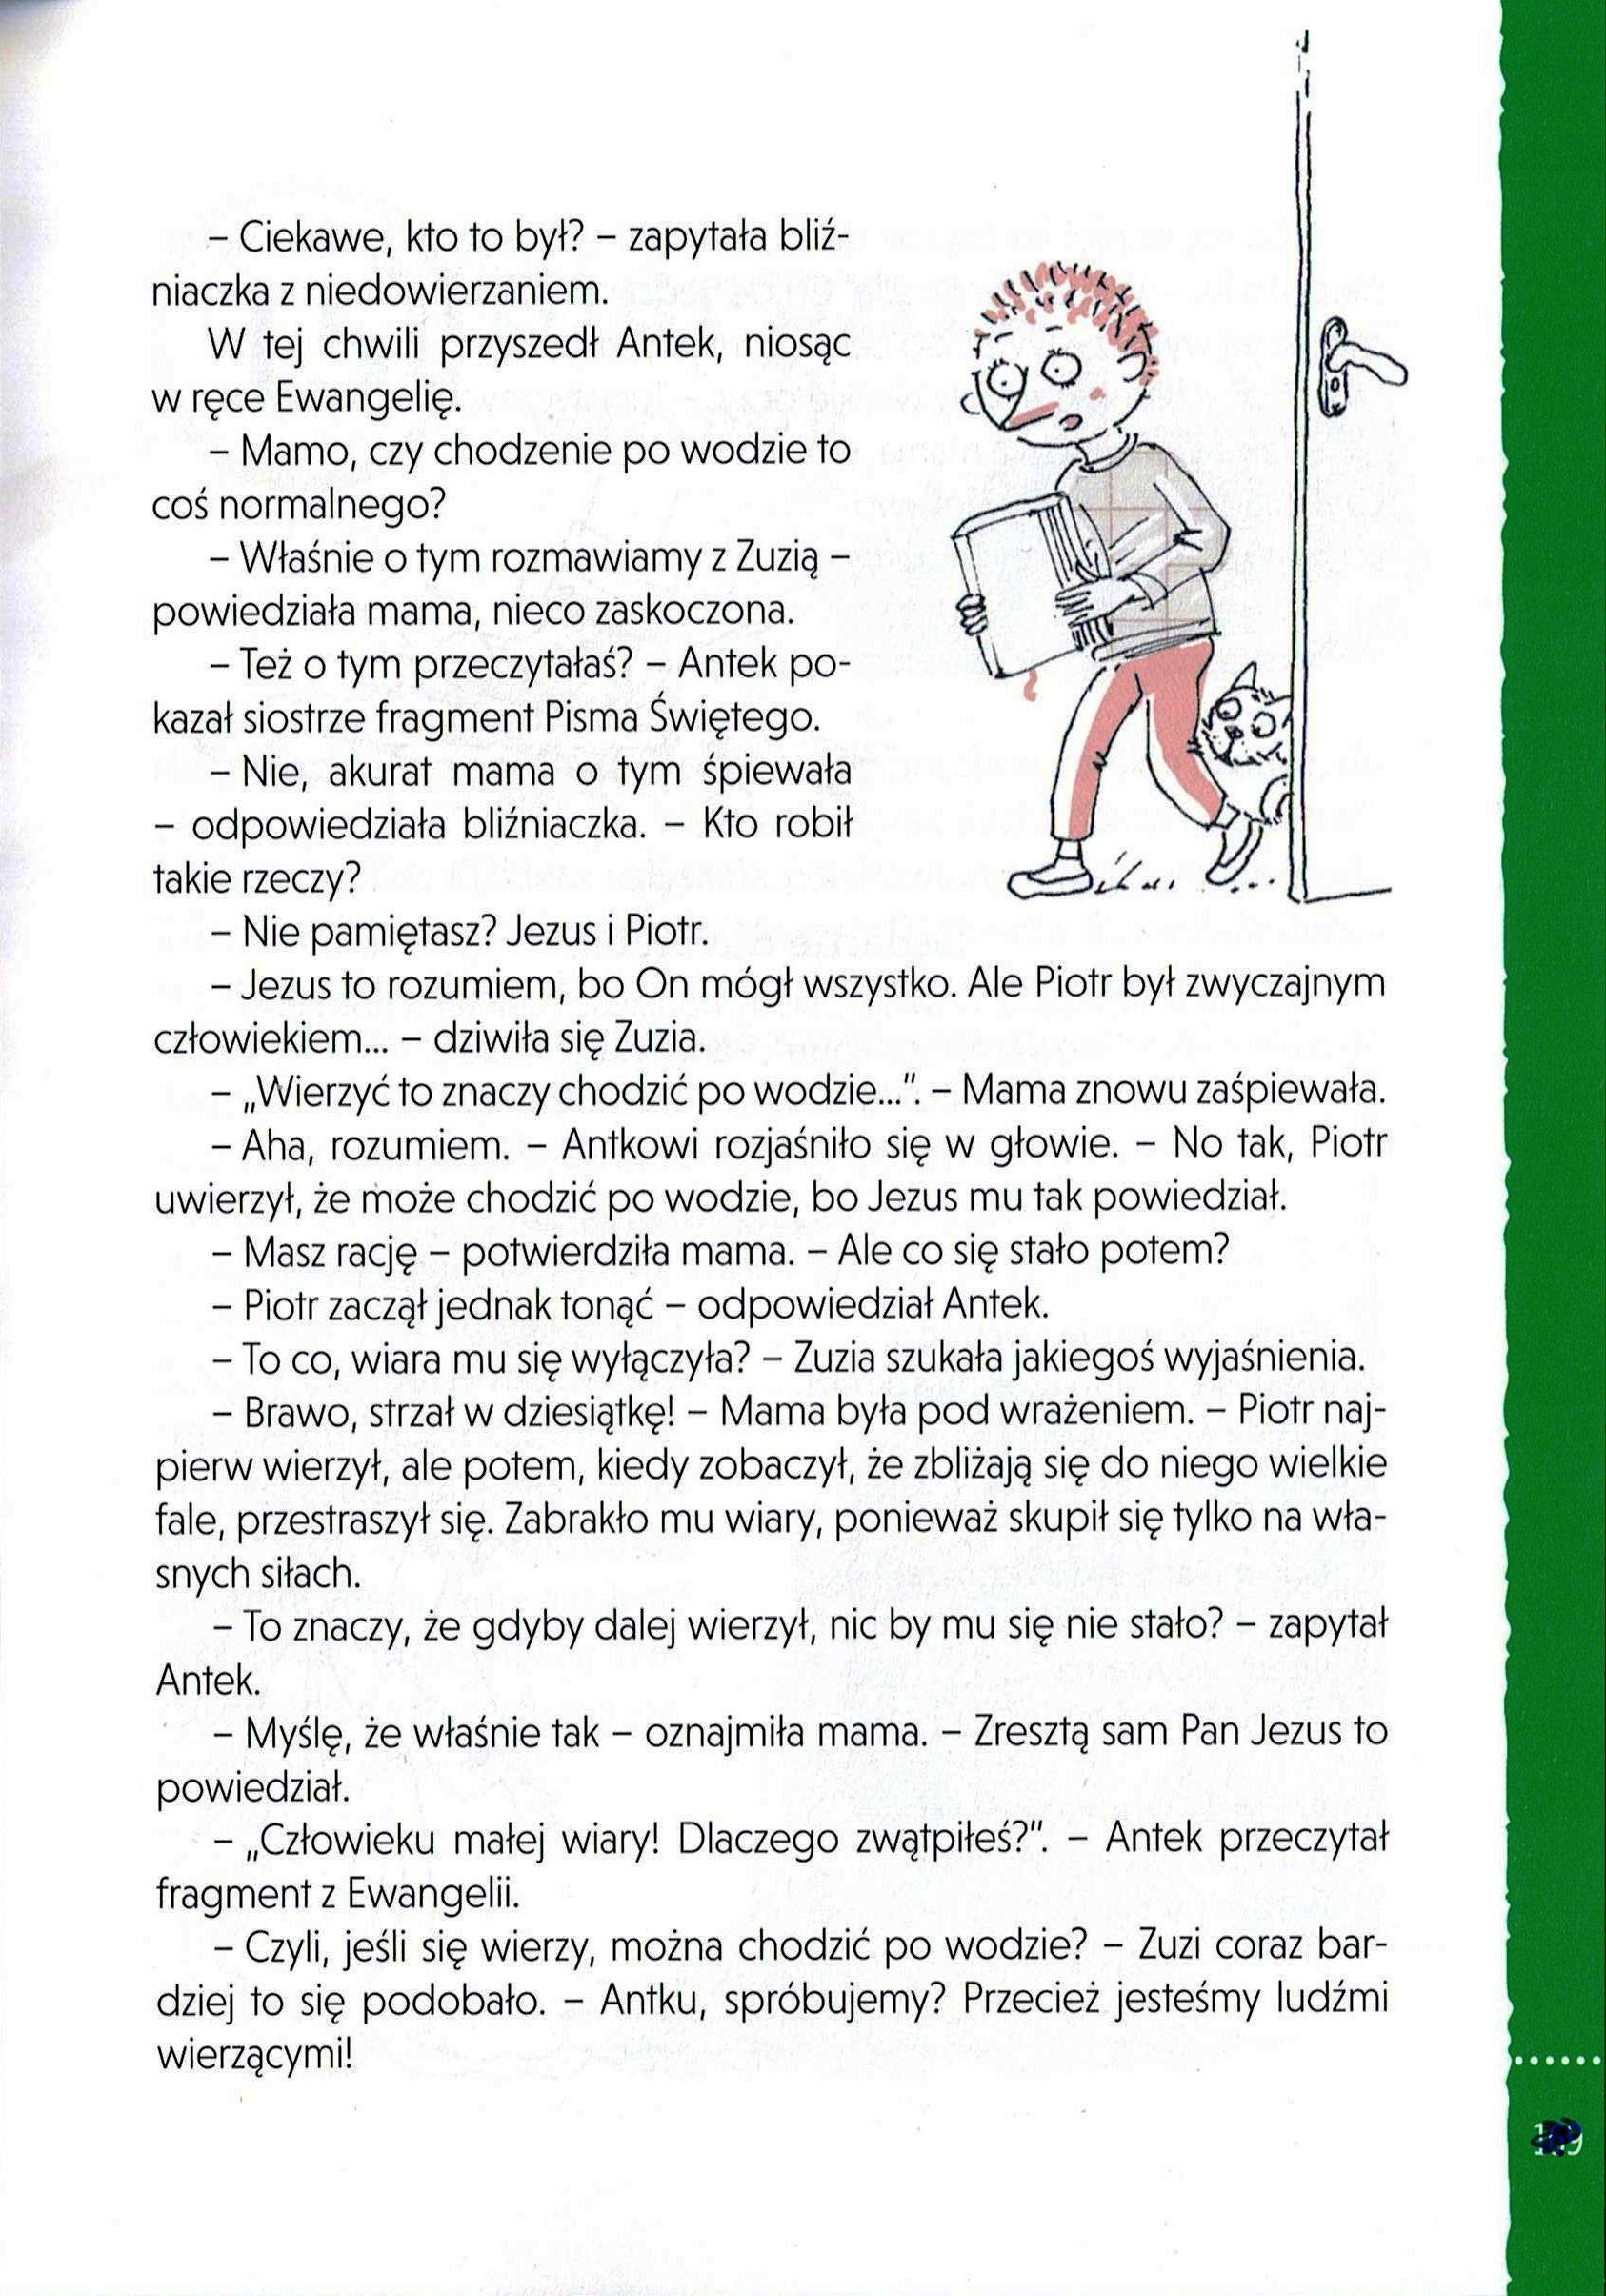 – Ciekawe, kto to był? – zapytała bliź-
niaczka z niedowierzaniem.
W tej chwili przyszedł Antek, niosąc
w ręce Ewangelię.
– Mamo, czy chodzenie po wodzie to
coś normalnego?
– Właśnie o tym rozmawiamy z Zuzią –
powiedziała mama, nieco zaskoczona.
– Też o tym przeczytałaś? – Antek po-
kazał siostrze fragment Pisma Świętego.
– Nie, akurat mama o tym śpiewała
– odpowiedziała bliźniaczka. – Kto robił
takie rzeczy?
– Nie pamiętasz? Jezus i Piotr.
– Jezus to rozumiem, bo On mógł wszystko. Ale Piotr był zwyczajnym
człowiekiem... – dziwiła się Zuzia.
– „Wierzyć to znaczy chodzić po wodzie...". – Mama znowu zaśpiewała.
– Aha, rozumiem. – Antkowi rozjaśniło się w głowie. – No tak, Piotr
uwierzył, że może chodzić po wodzie, bo Jezus mu tak powiedział.
– Masz rację – potwierdziła mama. – Ale co się stało potem?
– Piotr zaczął jednak tonąć – odpowiedział Antek.
– To co, wiara mu się wyłączyła? – Zuzia szukała jakiegoś wyjaśnienia.
– Brawo, strzał w dziesiątkę! – Mama była pod wrażeniem. – Piotr naj-
pierw wierzył, ale potem, kiedy zobaczył, że zbliżają się do niego wielkie
fale, przestraszył się. Zabrakło mu wiary, ponieważ skupił się tylko na wła-
snych siłach.
– To znaczy, że gdyby dalej wierzył, nic by mu się nie stało? – zapytał
Antek.
– Myślę, że właśnie tak – oznajmiła mama. – Zresztą sam Pan Jezus to
powiedział.
– „Człowieku małej wiary! Dlaczego zwątpiłeś?". – Antek przeczytał
fragment z Ewangelii.
– Czyli, jeśli się wierzy, można chodzić po wodzie? – Zuzi coraz bar-
dziej to się podobało. – Antku, spróbujemy? Przecież jesteśmy ludźmi
wierzącymi!